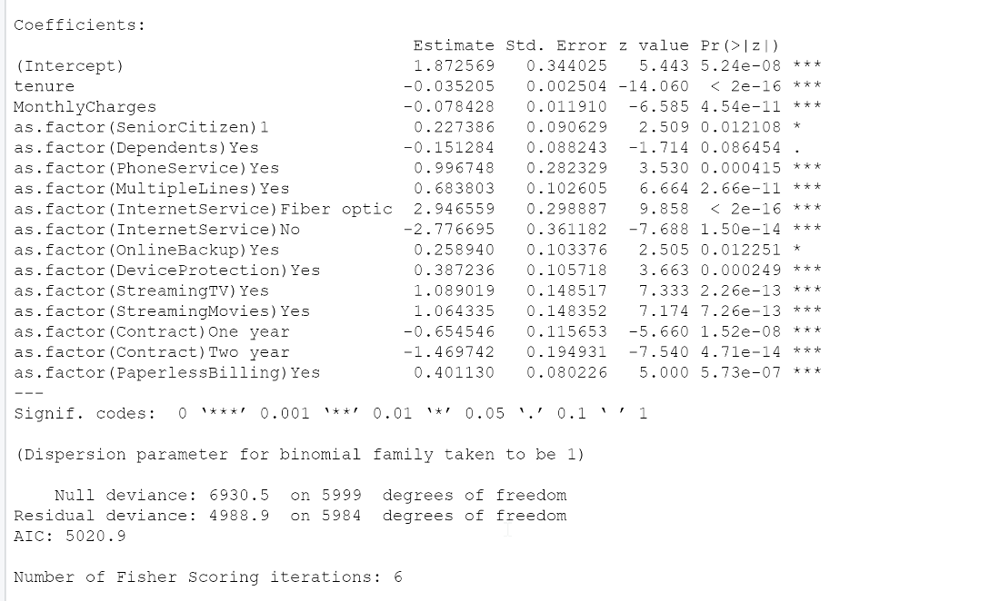 Coefficients:
Estimate Std. Error z value Pr(>|z|)
(Intercept) 1.872569 0.344025 5.443 5.24e-08 ***
tenure -0.035205 0.002504 -14.060 < 2e-16 ***
MonthlyCharges -0.078428 0.011910 -6.585 4.54e-11 ***
as.factor(SeniorCitizen)1 0.227386 0.090629 2.509 0.012108 *
as.factor(Dependents)Yes -0.151284 0.088243 -1.714 0.086454 .
as.factor(PhoneService)Yes 0.996748 0.282329 3.530 0.000415 ***
as.factor(MultipleLines)Yes 0.683803 0.102605 6.664 2.66e-11 ***
as.factor(InternetService)Fiber optic 2.946559 0.298887 9.858 < 2e-16 ***
as.factor(InternetService)No -2.776695 0.361182 -7.688 1.50e-14 ***
as.factor(OnlineBackup)Yes 0.258940 0.103376 2.505 0.012251 *
as.factor(DeviceProtection)Yes 0.387236 0.105718 3.663 0.000249 ***
as.factor(StreamingTV)Yes 1.089019 0.148517 7.333 2.26e-13 ***
as.factor(StreamingMovies)Yes 1.064335 0.148352 7.174 7.26e-13 ***
as.factor(Contract)One year -0.654546 0.115653 -5.660 1.52e-08 ***
as.factor(Contract)Two year -1.469742 0.194931 -7.540 4.71e-14 ***
as.factor(PaperlessBilling)Yes 0.401130 0.080226 5.000 5.73e-07 ***
---
Signif. codes: 0 ‘***’ 0.001 ‘**’ 0.01 ‘*’ 0.05 ‘.’ 0.1 ‘ ’ 1
(Dispersion parameter for binomial family taken to be 1)
Null deviance: 6930.5 on 5999 degrees of freedom
Residual deviance: 4988.9 on 5984 degrees of freedom
AIC: 5020.9
Number of Fisher Scoring iterations: 6